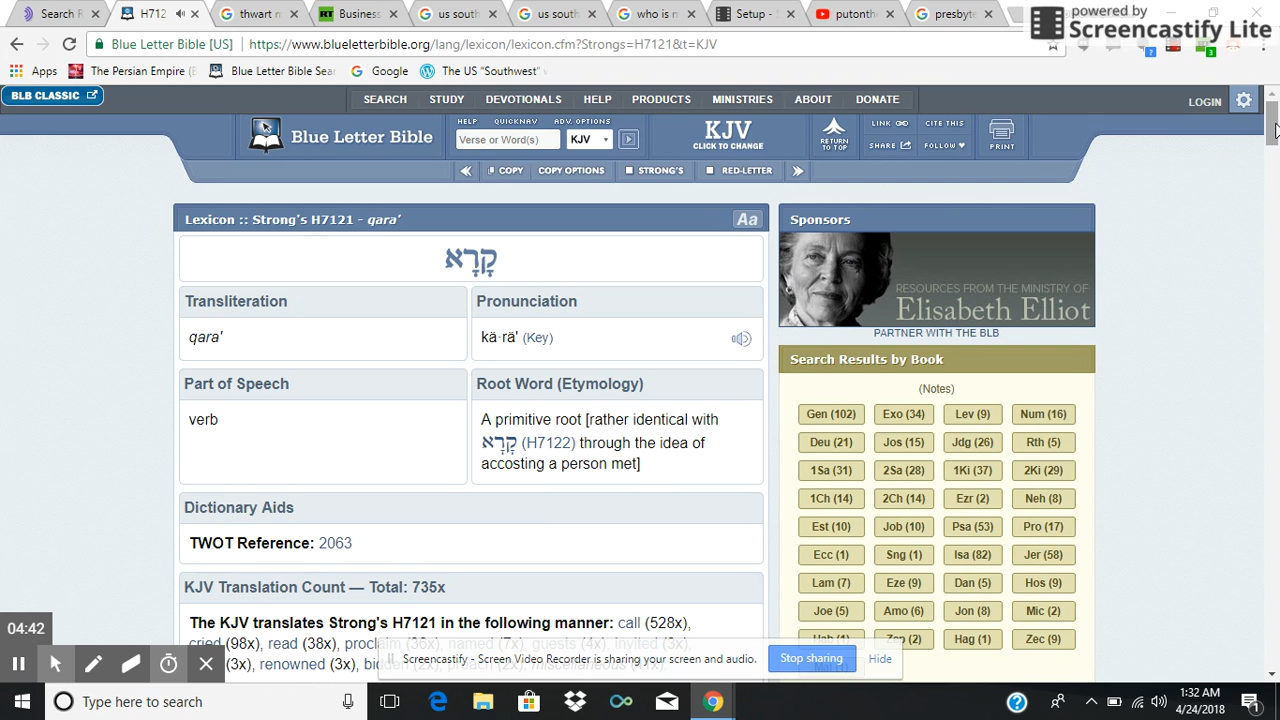 Search R
H712
thwart m
Busi
us south
us south
who is m
Setup -
putonthe
presbyte
powered by
Screencastify Lite
Blue Letter Bible [US]
https://www.blueletterbible.org/lang/lexicon/lexicon.cfm?Strongs=H7121&t=KJV
Apps
The Persian Empire (E
Blue Letter Bible Sea
Google
The US "Southwest"
BLB CLASSIC
SEARCH STUDY DEVOTIONALS HELP PRODUCTS MINISTRIES ABOUT DONATE
LOGIN
Blue Letter Bible
HELP QUICKNAV ADV. OPTIONS
Verse or Word(s) KJV
KJV
CLICK TO CHANGE
RETURN
TO TOP
LINK CITE THIS
SHARE FOLLOW
PRINT
COPY COPY OPTIONS STRONG'S RED-LETTER
Lexicon :: Strong's H7121 - qara'
Aa
קָרָא
Transliteration
qara'
Pronunciation
kä·rä' (Key)
Part of Speech
verb
Root Word (Etymology)
A primitive root [rather identical with
קָרָא (H7122) through the idea of
accosting a person met]
Dictionary Aids
TWOT Reference: 2063
KJV Translation Count — Total: 735x
The KJV translates Strong's H7121 in the following manner: call (528x),
cried (98x), read (38x), proclaim (36x), named (7x), guests (4x), invited (3x),
(3x), renowned (3x),
Sponsors
RESOURCES FROM THE MINISTRY OF
Elisabeth Elliot
PARTNER WITH THE BLB
Search Results by Book
(Notes)
Gen (102) Exo (34) Lev (9) Num (16)
Deu (21) Jos (15) Jdg (26) Rth (5)
1Sa (31) 2Sa (28) 1Ki (37) 2Ki (29)
1Ch (14) 2Ch (14) Ezr (2) Neh (8)
Est (10) Job (10) Psa (53) Pro (17)
Ecc (1) Sng (1) Isa (82) Jer (58)
Lam (7) Eze (9) Dan (5) Hos (9)
Joe (5) Amo (6) Jon (8) Mic (2)
Hab (1) Zep (2) Hag (1) Zec (9)
04:42
Screencastify - Screen Video Recorder is sharing your screen and audio.
Stop sharing
Hide
Type here to search
1:32 AM
4/24/2018